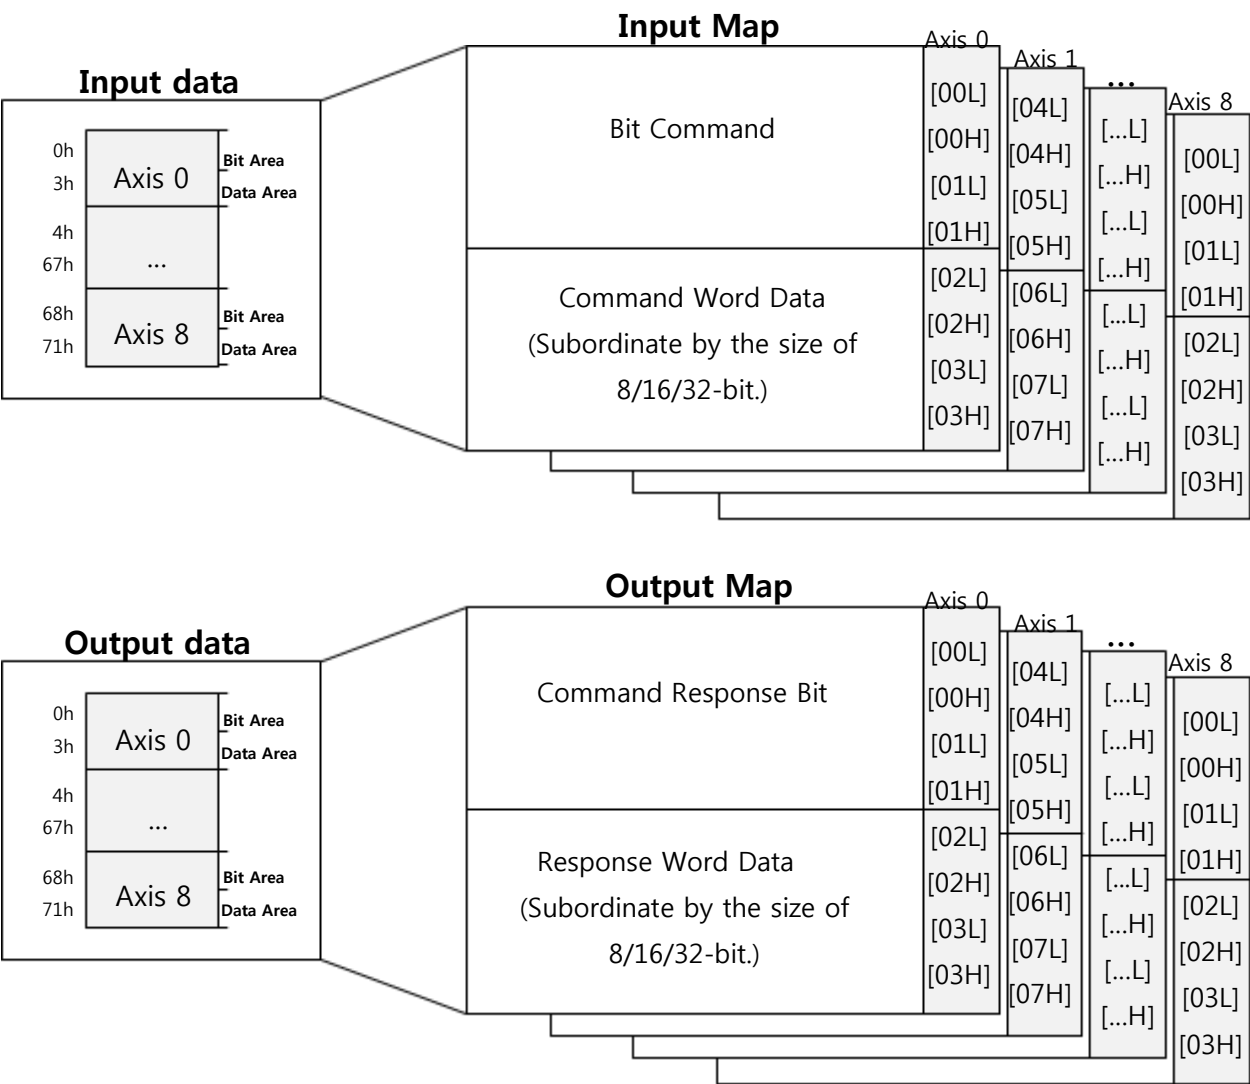 Input Map
Input data
0h
3h
Axis 0
Bit Area
Data Area
4h
67h
...
68h
71h
Axis 8
Bit Area
Data Area
Bit Command
Command Word Data
(Subordinate by the size of
8/16/32-bit.)
Axis 0
[00L]
[00H]
[01L]
[01H]
[02L]
[02H]
[03L]
[03H]
Axis 1
[04L]
[04H]
[05L]
[05H]
[06L]
[06H]
[07L]
[07H]
...
[...L]
[...H]
[...L]
[...H]
[...L]
[...H]
[...L]
[...H]
Axis 8
[00L]
[00H]
[01L]
[01H]
[02L]
[02H]
[03L]
[03H]
Output Map
Output data
0h
3h
Axis 0
Bit Area
Data Area
4h
67h
...
68h
71h
Axis 8
Bit Area
Data Area
Command Response Bit
Response Word Data
(Subordinate by the size of
8/16/32-bit.)
Axis 0
[00L]
[00H]
[01L]
[01H]
[02L]
[02H]
[03L]
[03H]
Axis 1
[04L]
[04H]
[05L]
[05H]
[06L]
[06H]
[07L]
[07H]
...
[...L]
[...H]
[...L]
[...H]
[...L]
[...H]
[...L]
[...H]
Axis 8
[00L]
[00H]
[01L]
[01H]
[02L]
[02H]
[03L]
[03H]